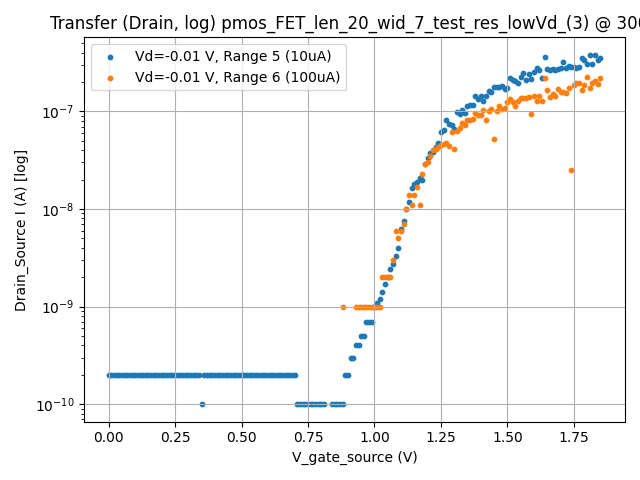 Transfer (Drain, log) pmos_FET_len_20_wid_7_test_res_lowVd_(3) @ 300
Vd=-0.01 V, Range 5 (10uA)
Vd=-0.01 V, Range 6 (100uA)
Drain_Source I (A) [log]
10⁻⁷
10⁻⁸
10⁻⁹
10⁻¹⁰
0.00 0.25 0.50 0.75 1.00 1.25 1.50 1.75
V_gate_source (V)